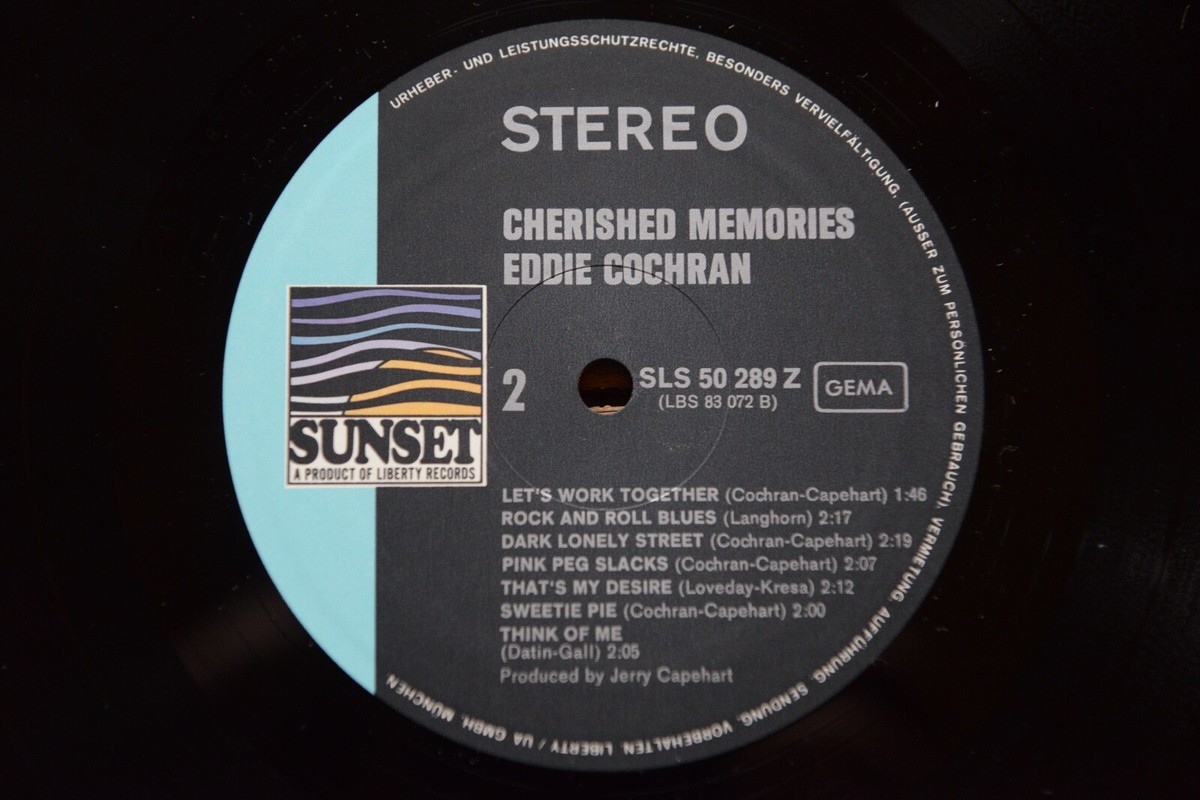 URHEBER- UND LEISTUNGSSCHUTZRECHTE, BESONDERS VERVIELFÄLTIGUNG, (AUSSER ZUM PERSÖNLICHEN GEBRAUCH), VERMIETUNG, AUFFÜHRUNG, SENDUNG, VORBEHALTEN. LIBERTY / UA GMBH, MÜNCHEN
STEREO
CHERISHED MEMORIES
EDDIE COCHRAN
2
SLS 50 289 Z
(LBS 83 072 B)
GEMA
SUNSET
A PRODUCT OF LIBERTY RECORDS
LET'S WORK TOGETHER (Cochran-Capehart) 1:46
ROCK AND ROLL BLUES (Langhorn) 2:17
DARK LONELY STREET (Cochran-Capehart) 2:19
PINK PEG SLACKS (Cochran-Capehart) 2:07
THAT'S MY DESIRE (Loveday-Kresa) 2:12
SWEETIE PIE (Cochran-Capehart) 2:00
THINK OF ME
(Datin-Gall) 2:05
Produced by Jerry Capehart